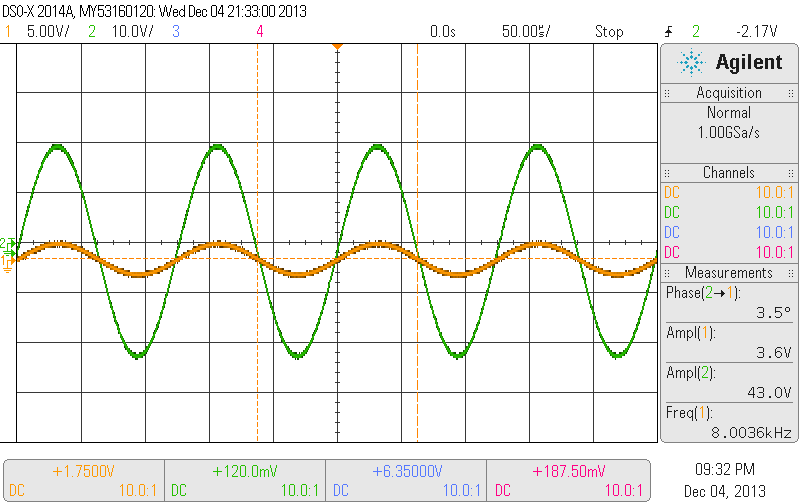 DSO-X 2014A, MY53160120: Wed Dec 04 21:33:00 2013
1 5.00V/ 2 10.0V/ 3 4 0.0s 50.00us/ Stop 2 -2.17V
Agilent
Acquisition
Normal
1.00GSa/s
Channels
DC 10.0:1
DC 10.0:1
DC 10.0:1
DC 10.0:1
Measurements
Phase(2→1):
3.5°
Ampl(1):
3.6V
Ampl(2):
43.0V
Freq(1):
8.0036kHz
2
1
+1.7500V +120.0mV +6.35000V +187.50mV
DC 10.0:1 DC 10.0:1 DC 10.0:1 DC 10.0:1
09:32 PM
Dec 04, 2013